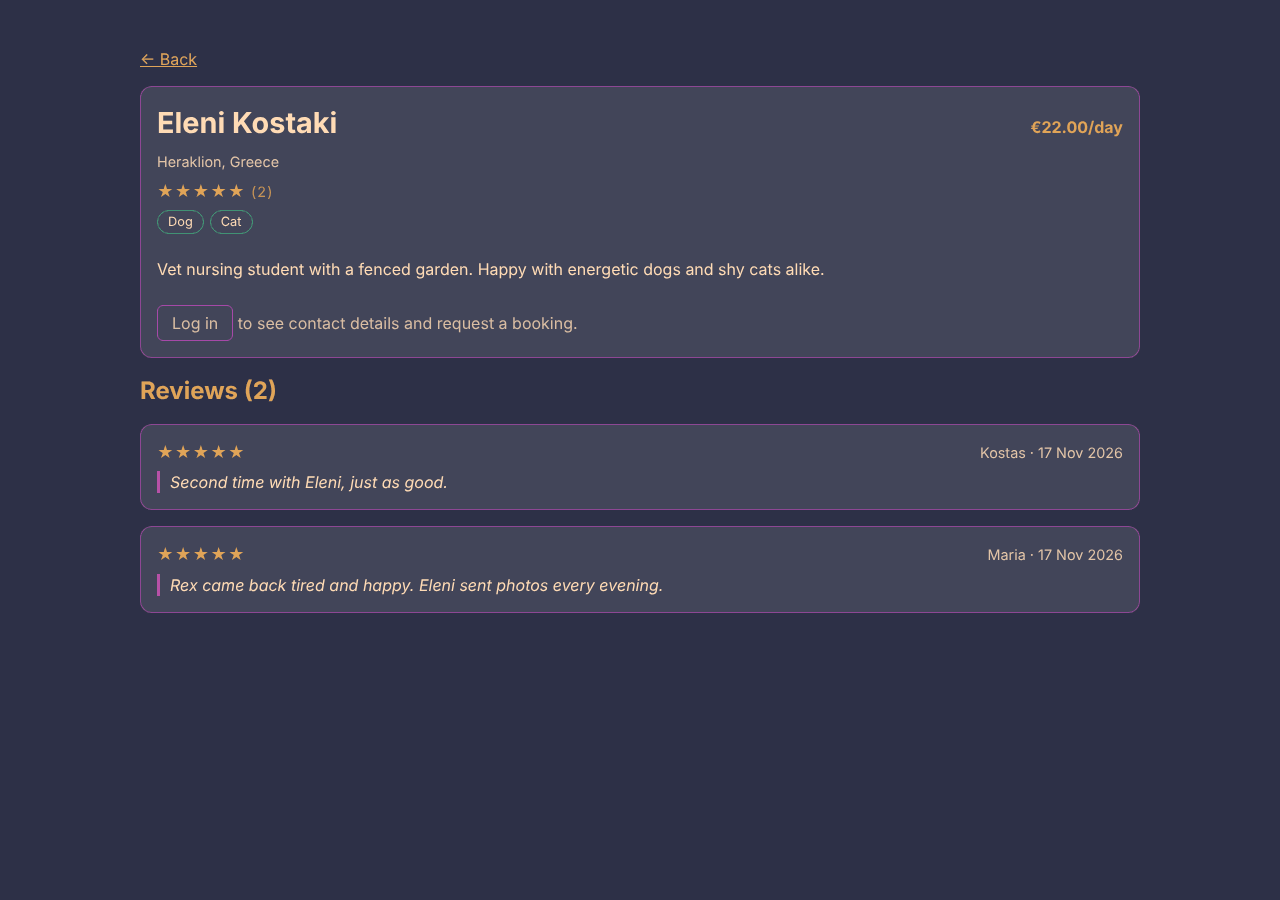 ← Back
Eleni Kostaki
€22.00/day
Heraklion, Greece
★★★★★ (2)
Dog Cat
Vet nursing student with a fenced garden. Happy with energetic dogs and shy cats alike.
Log in to see contact details and request a booking.
Reviews (2)
★★★★★ Kostas · 17 Nov 2026
Second time with Eleni, just as good.
★★★★★ Maria · 17 Nov 2026
Rex came back tired and happy. Eleni sent photos every evening.